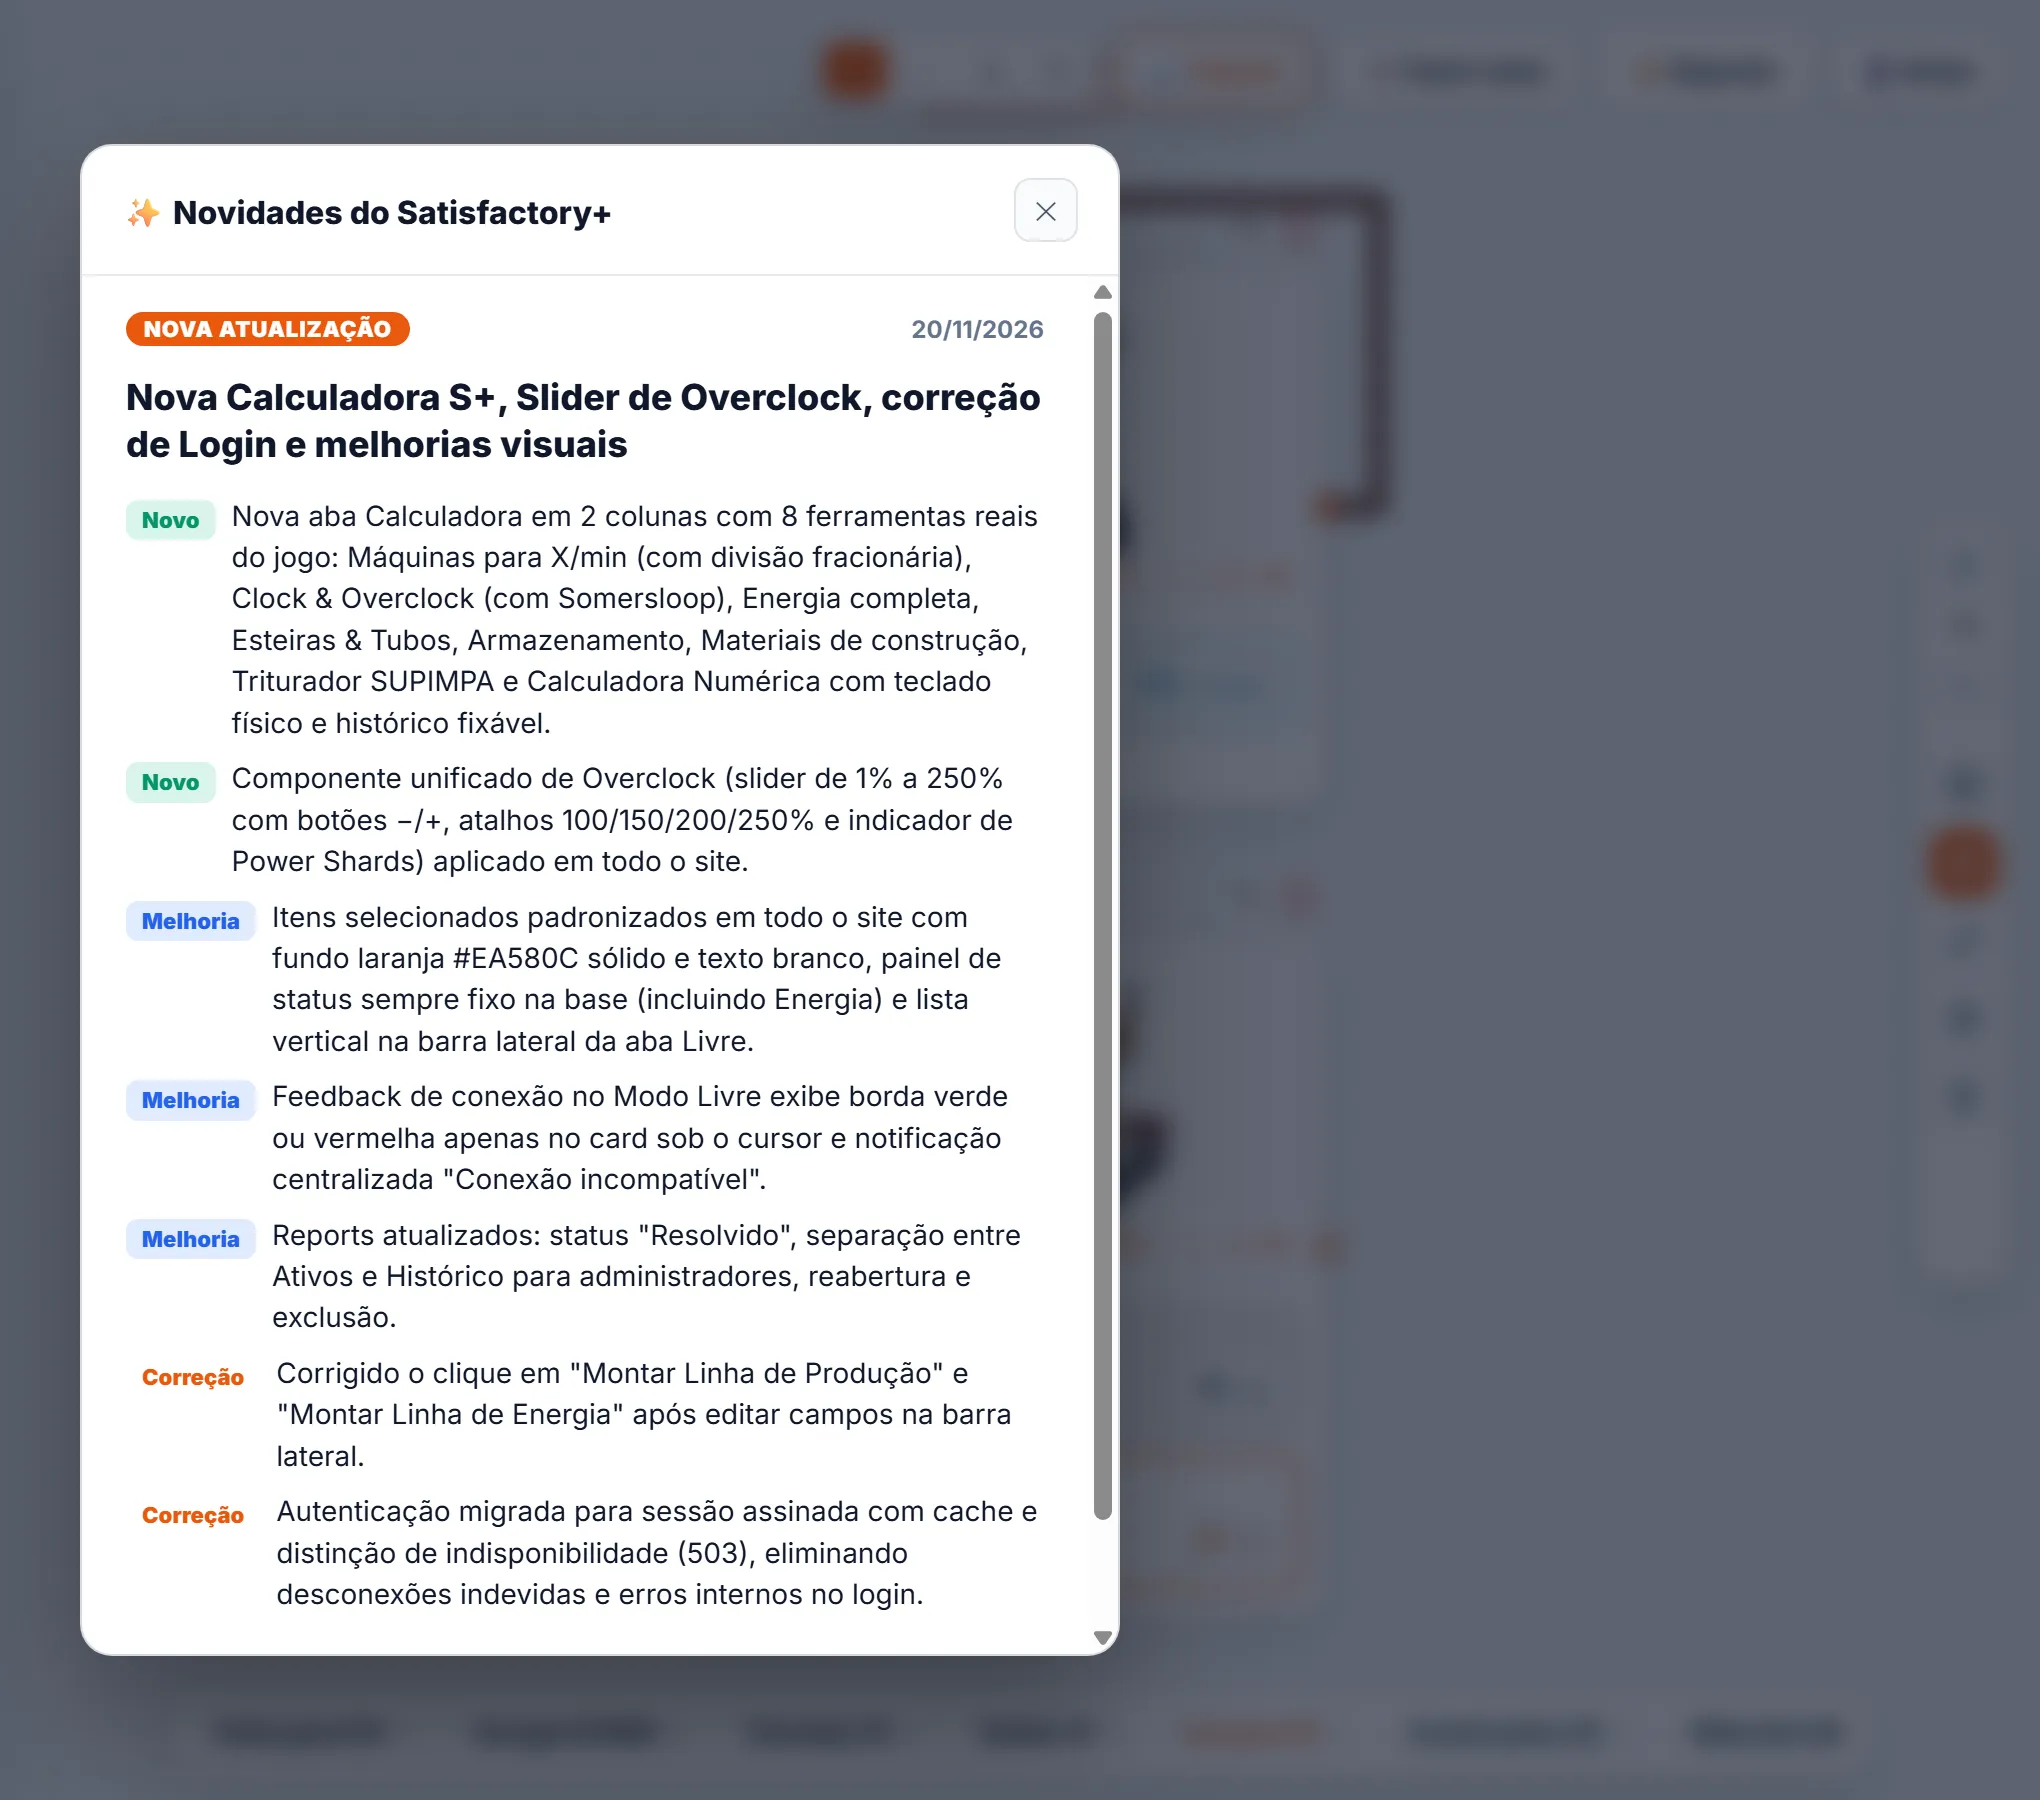 ✨ Novidades do Satisfactory+
NOVA ATUALIZAÇÃO
20/11/2026
Nova Calculadora S+, Slider de Overclock, correção
de Login e melhorias visuais
Novo
Nova aba Calculadora em 2 colunas com 8 ferramentas reais
do jogo: Máquinas para X/min (com divisão fracionária),
Clock & Overclock (com Somersloop), Energia completa,
Esteiras & Tubos, Armazenamento, Materiais de construção,
Triturador SUPIMPA e Calculadora Numérica com teclado
físico e histórico fixável.
Novo
Componente unificado de Overclock (slider de 1% a 250%
com botões −/+, atalhos 100/150/200/250% e indicador de
Power Shards) aplicado em todo o site.
Melhoria
Itens selecionados padronizados em todo o site com
fundo laranja #EA580C sólido e texto branco, painel de
status sempre fixo na base (incluindo Energia) e lista
vertical na barra lateral da aba Livre.
Melhoria
Feedback de conexão no Modo Livre exibe borda verde
ou vermelha apenas no card sob o cursor e notificação
centralizada "Conexão incompatível".
Melhoria
Reports atualizados: status "Resolvido", separação entre
Ativos e Histórico para administradores, reabertura e
exclusão.
Correção
Corrigido o clique em "Montar Linha de Produção" e
"Montar Linha de Energia" após editar campos na barra
lateral.
Correção
Autenticação migrada para sessão assinada com cache e
distinção de indisponibilidade (503), eliminando
desconexões indevidas e erros internos no login.